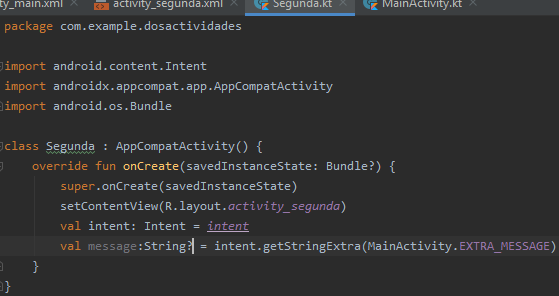 ty_main.xml × activity_segunda.xml × Segunda.kt × MainActivity.kt ×
package com.example.dosactividades
import android.content.Intent
import androidx.appcompat.app.AppCompatActivity
import android.os.Bundle
class Segunda : AppCompatActivity() {
override fun onCreate(savedInstanceState: Bundle?) {
super.onCreate(savedInstanceState)
setContentView(R.layout.activity_segunda)
val intent: Intent = intent
val message:String? = intent.getStringExtra(MainActivity.EXTRA_MESSAGE)
}
}